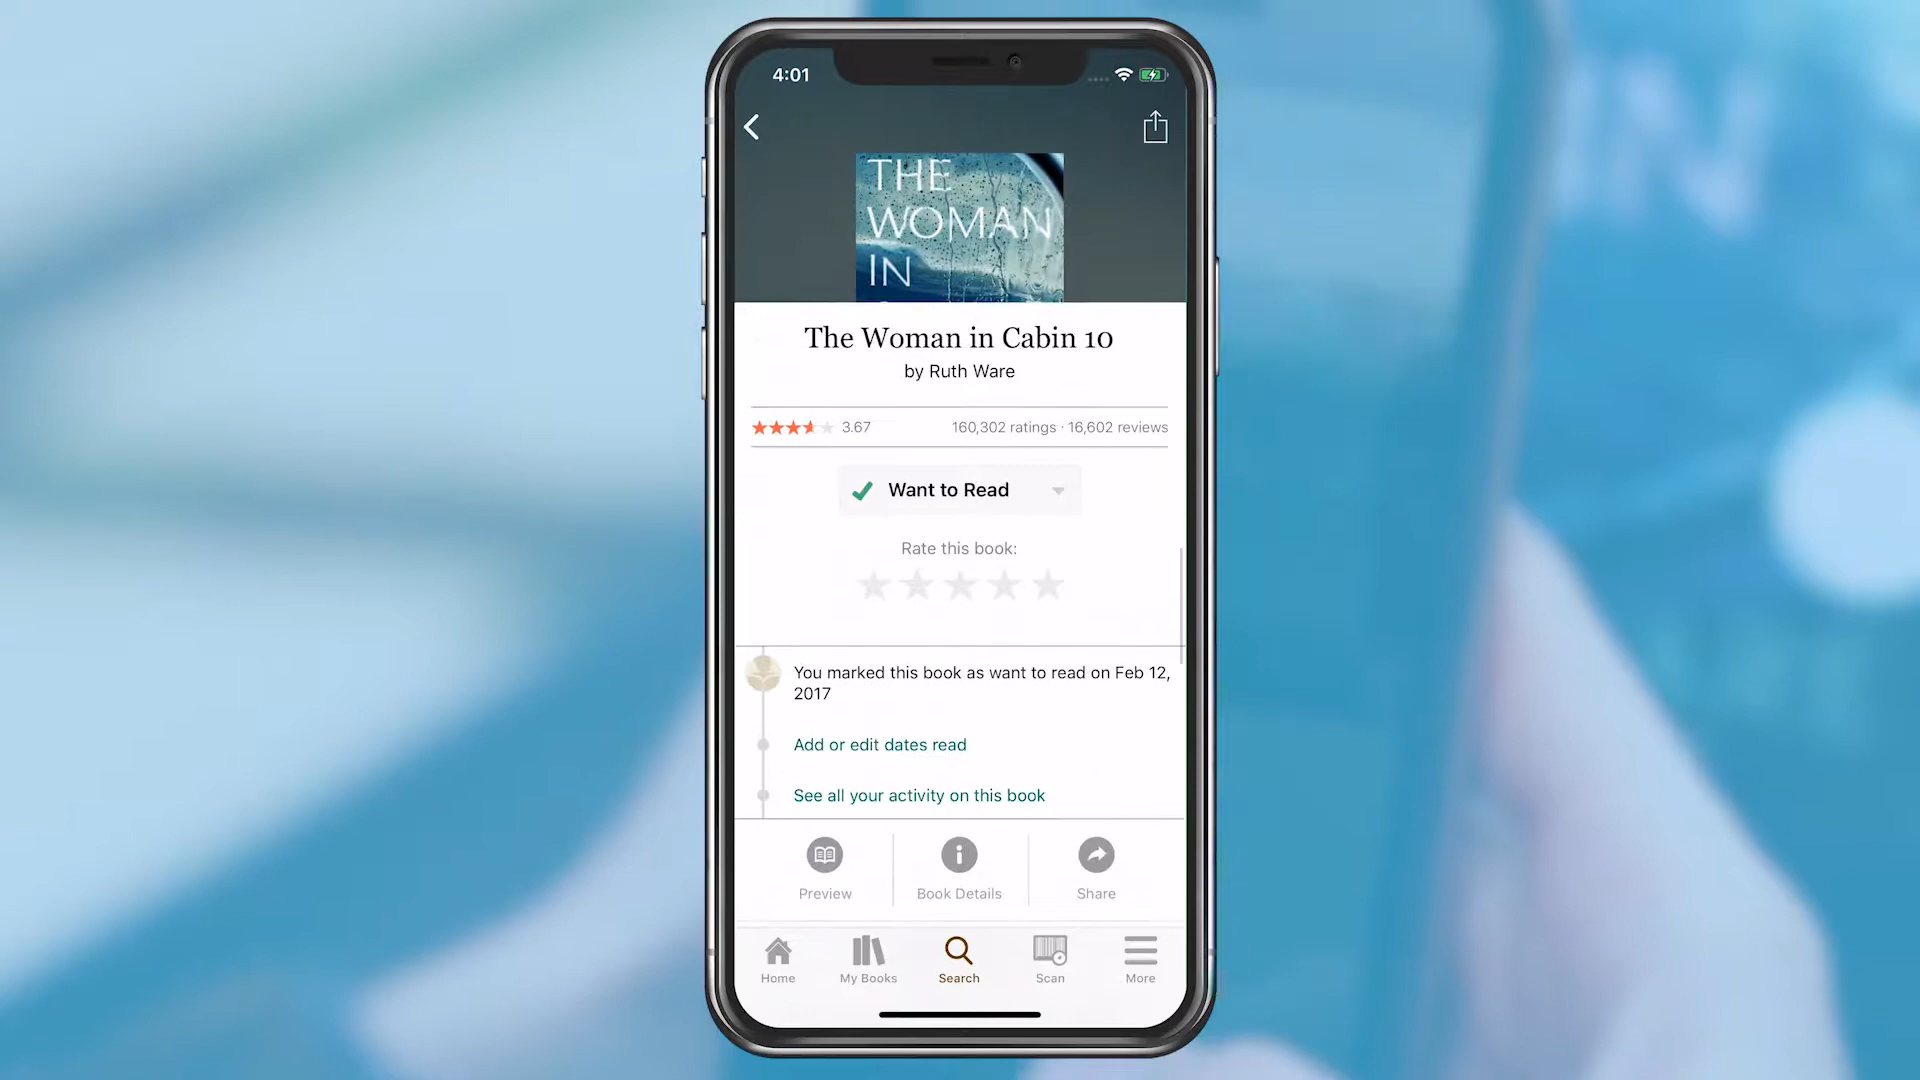 4:01
THE
WOMAN
IN
The Woman in Cabin 10
by Ruth Ware
3.67
160,302 ratings · 16,602 reviews
Want to Read
Rate this book:
You marked this book as want to read on Feb 12,
2017
Add or edit dates read
See all your activity on this book
Preview
Book Details
Share
Home
My Books
Search
Scan
More
IN